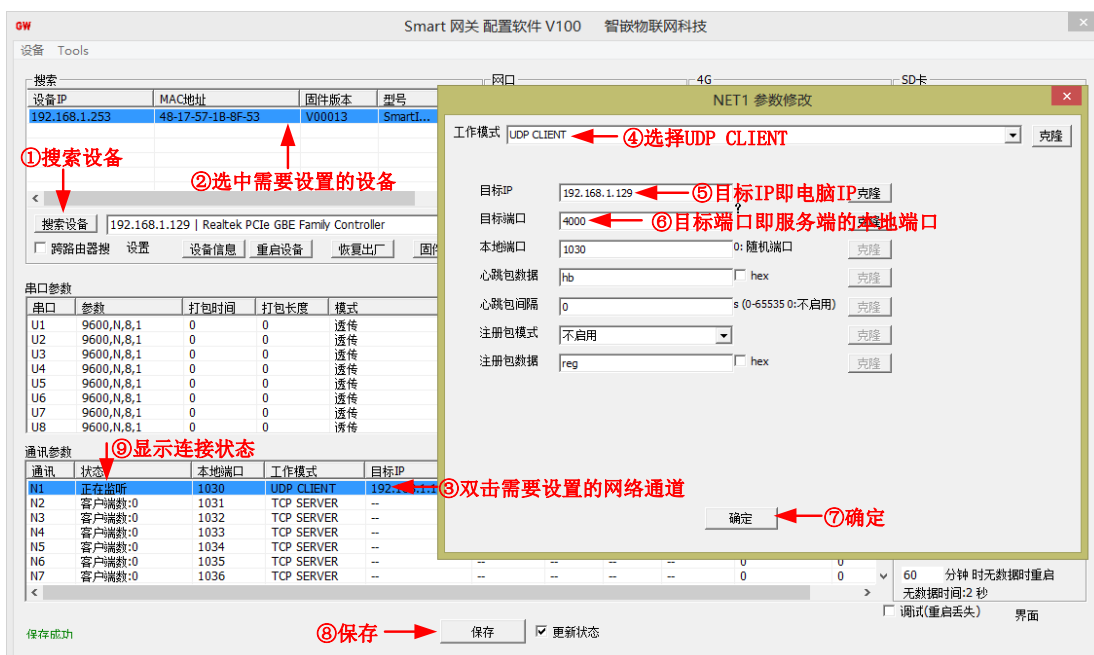 GW Smart 网关 配置软件 V100 智嵌物联网科技 ×
设备 Tools
搜索 网口 4G SD卡
设备IP MAC地址 固件版本 型号
192.168.1.253 48-17-57-1B-8F-53 V00013 SmartI...
①搜索设备
②选中需要设置的设备
搜索设备 192.168.1.129 | Realtek PCIe GBE Family Controller
跨路由器搜 设置 设备信息 重启设备 恢复出厂
串口参数
串口 参数 打包时间 打包长度 模式
U1 9600,N,8,1 0 0 透传
U2 9600,N,8,1 0 0 透传
U3 9600,N,8,1 0 0 透传
U4 9600,N,8,1 0 0 透传
U5 9600,N,8,1 0 0 透传
U6 9600,N,8,1 0 0 透传
U7 9600,N,8,1 0 0 透传
U8 9600,N,8,1 0 0 透传
NET1 参数修改 ×
工作模式 UDP CLIENT ④选择UDP CLIENT 克隆
目标IP 192.168.1.129 ⑤目标IP即电脑IP 克隆
?
目标端口 4000 ⑥目标端口即服务端的本地端口
本地端口 1030 0: 随机端口 克隆
心跳包数据 hb hex 克隆
心跳包间隔 0 s (0-65535 0:不启用) 克隆
注册包模式 不启用 克隆
注册包数据 reg hex 克隆
确定 ⑦确定
通讯参数 ⑨显示连接状态
通讯 状态 本地端口 工作模式 目标IP
N1 正在监听 1030 UDP CLIENT ③双击需要设置的网络通道
N2 客户端数:0 1031 TCP SERVER --
N3 客户端数:0 1032 TCP SERVER --
N4 客户端数:0 1033 TCP SERVER --
N5 客户端数:0 1034 TCP SERVER --
N6 客户端数:0 1035 TCP SERVER --
N7 客户端数:0 1036 TCP SERVER -- -- -- -- -- 0 0
60 分钟 时无数据时重启
无数据时间:2 秒
调试(重启丢失) 界面
保存成功 ⑧保存 保存 更新状态